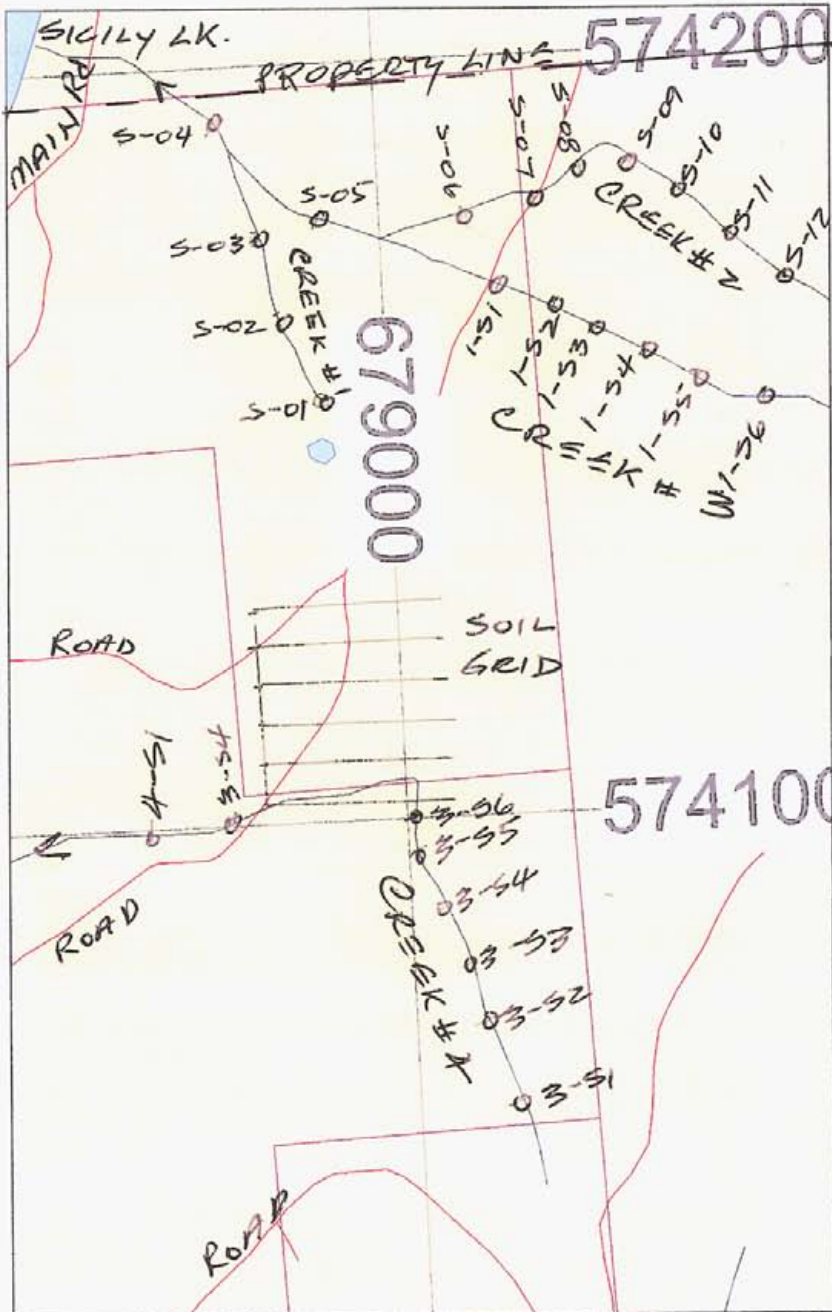 SICILY LK.
574200
PROPERTY LINE
MAIN Rd
S-04
S-05
S-06
S-07
S-08
S-09
S-10
S-11
S-12
CREEK #2
S-03
S-02
S-01
CREEK #1
679000
1-S1
1-S2
1-S3
1-S4
1-S5
W1-S6
CREEK #
ROAD
SOIL
GRID
4-S1
3-S4
574100
3-S6
3-S5
3-S4
3-S3
3-S2
3-S1
CREEK #
ROAD
ROAD